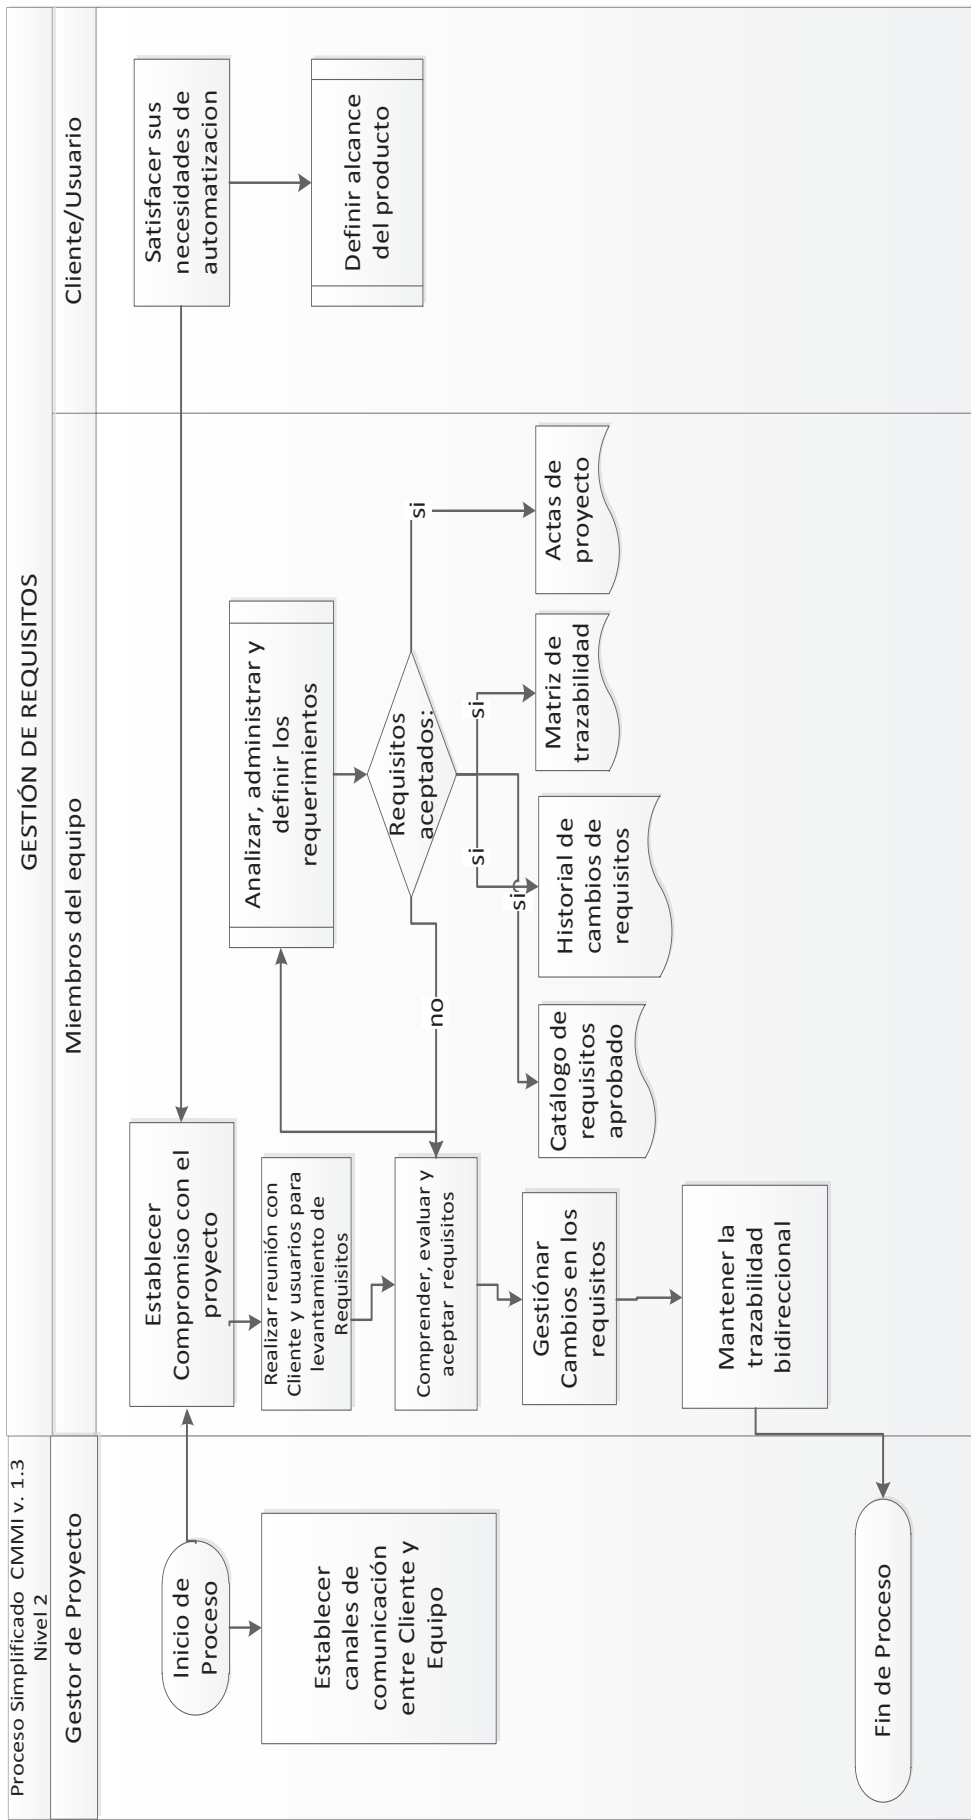 Proceso Simplificado CMMI v. 1.3
Nivel 2
GESTIÓN DE REQUISITOS
Gestor de Proyecto
Miembros del equipo
Cliente/Usuario
Inicio de
Proceso
Establecer
canales de
comunicación
entre Cliente y
Equipo
Fin de Proceso
Establecer
Compromiso con el
proyecto
Realizar reunión con
Cliente y usuarios para
levantamiento de
Requisitos
Comprender, evaluar y
aceptar requisitos
Gestiónar
Cambios en los
requisitos
Mantener la
trazabilidad
bidireccional
Analizar, administrar y
definir los
requerimientos
Requisitos
aceptados:
no
si
si
si
si
Catálogo de
requisitos
aprobado
Historial de
cambios de
requisitos
Matriz de
trazabilidad
Actas de
proyecto
Satisfacer sus
necesidades de
automatizacion
Definir alcance
del producto